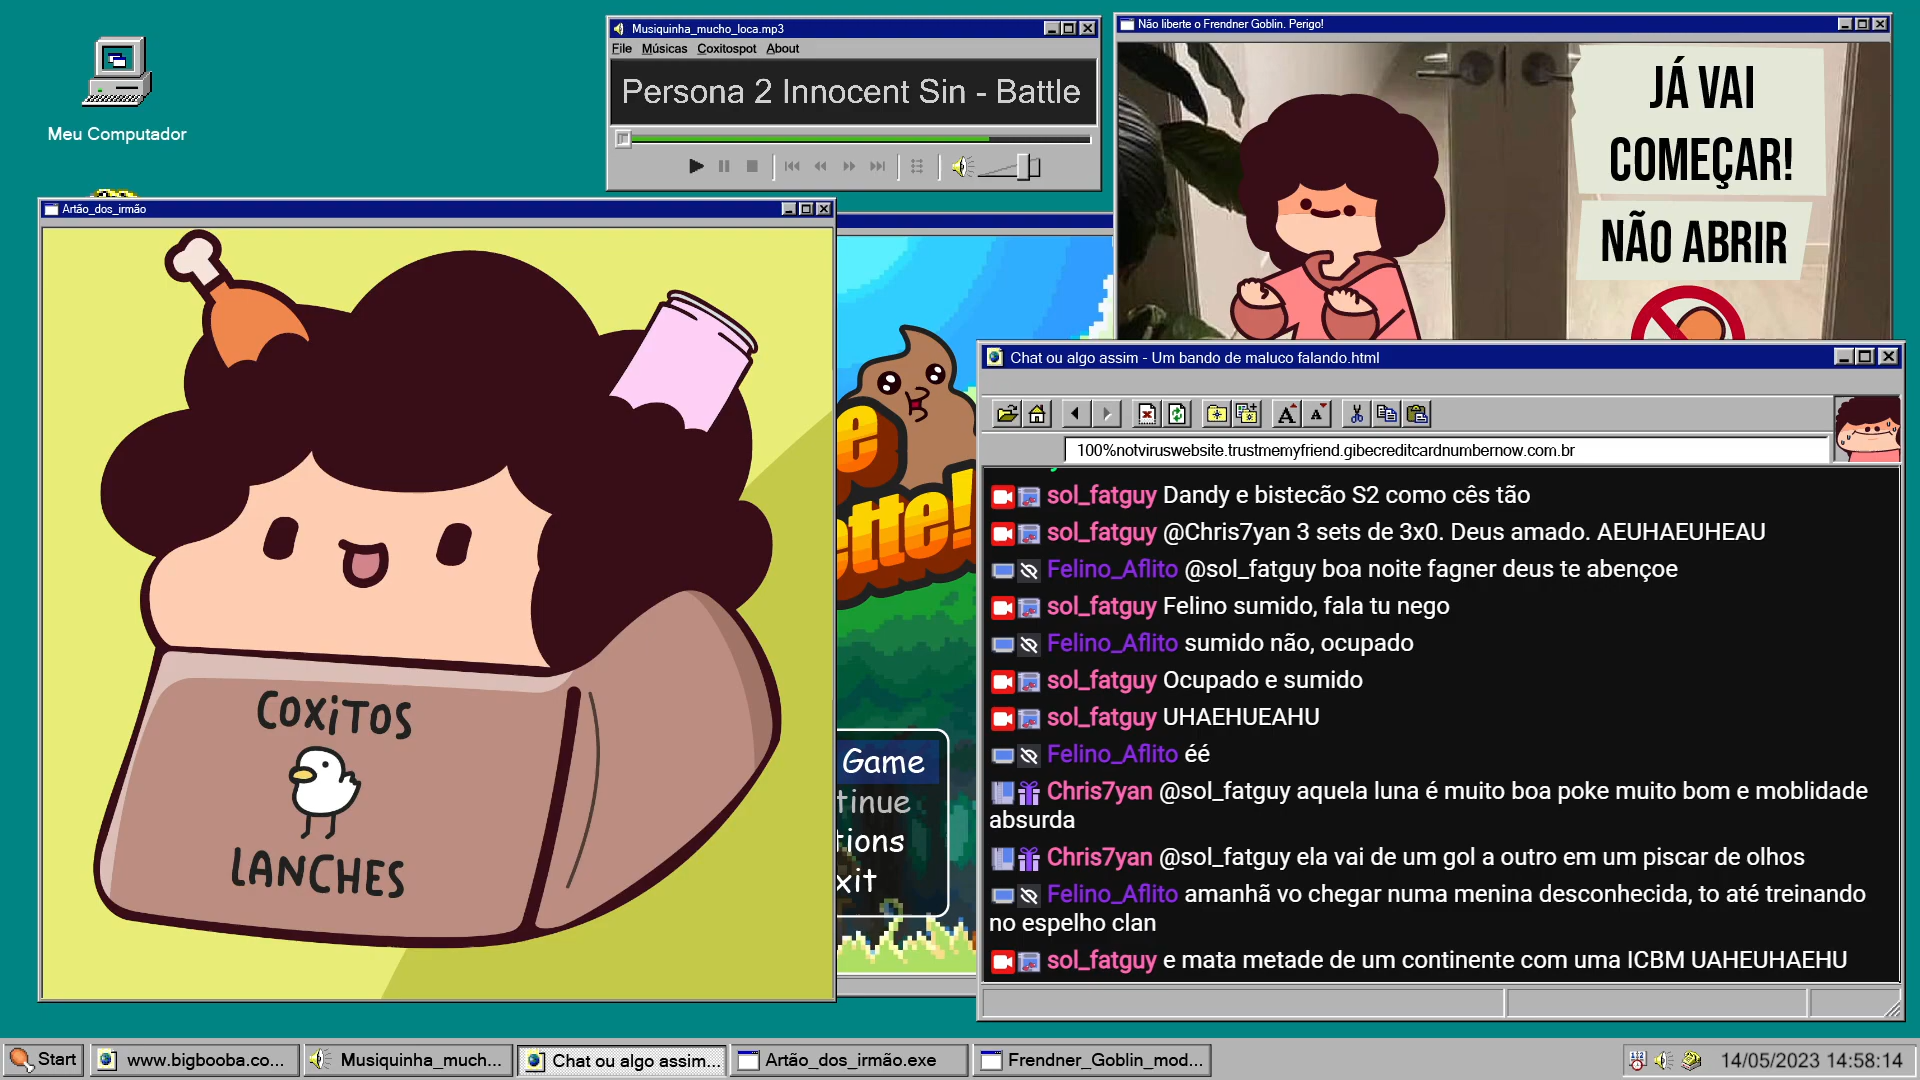 Meu Computador
Musiquinha_mucho_loca.mp3
File Músicas Coxitospot About
Persona 2 Innocent Sin - Battle
Não liberte o Frendner Goblin. Perigo!
JÁ VAI
COMEÇAR!
NÃO ABRIR
Artão_dos_irmão
COXiTOS
LANCHES
e
ette!
Game
tinue
tions
xit
Chat ou algo assim - Um bando de maluco falando.html
100%notviruswebsite.trustmemyfriend.gibecreditcardnumbernow.com.br
sol_fatguy Dandy e bistecão S2 como cês tão
sol_fatguy @Chris7yan 3 sets de 3x0. Deus amado. AEUHAEUHEAU
Felino_Aflito @sol_fatguy boa noite fagner deus te abençoe
sol_fatguy Felino sumido, fala tu nego
Felino_Aflito sumido não, ocupado
sol_fatguy Ocupado e sumido
sol_fatguy UHAEHUEAHU
Felino_Aflito éé
Chris7yan @sol_fatguy aquela luna é muito boa poke muito bom e moblidade
absurda
Chris7yan @sol_fatguy ela vai de um gol a outro em um piscar de olhos
Felino_Aflito amanhã vo chegar numa menina desconhecida, to até treinando
no espelho clan
sol_fatguy e mata metade de um continente com uma ICBM UAHEUHAEHU
Start
www.bigbooba.co...
Musiquinha_much...
Chat ou algo assim...
Artão_dos_irmão.exe
Frendner_Goblin_mod...
14/05/2023 14:58:14